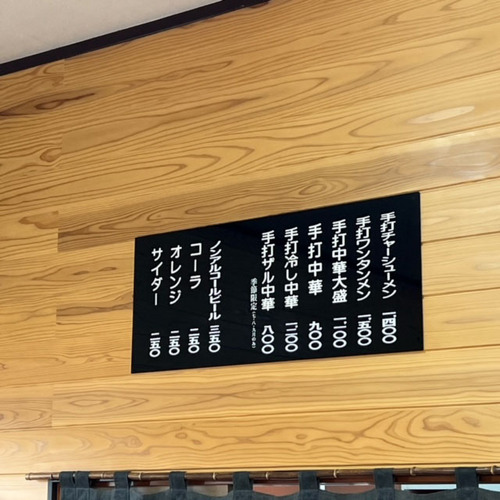 手打チャーシューメン 一、四〇〇
手打ワンタンメン 一、五〇〇
手打中華大盛 一、一〇〇
手打中華 九〇〇
手打冷し中華 一、一〇〇
手打ザル中華 八〇〇
季節限定
ノンアルコールビール 三五〇
コーラ 二五〇
オレンジ 二五〇
サイダー 二五〇